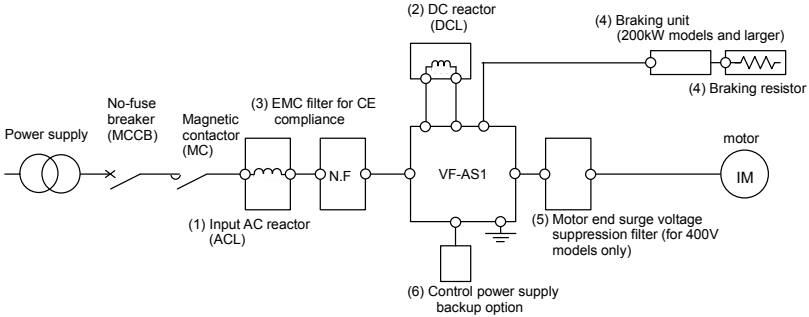 (2) DC reactor
(DCL)
(4) Braking unit
(200kW models and larger)
(4) Braking resistor
No-fuse
breaker
(MCCB)
Magnetic
contactor
(MC)
(3) EMC filter for CE
compliance
Power supply
motor
N.F
VF-AS1
IM
(1) Input AC reactor
(ACL)
(5) Motor end surge voltage
suppression filter (for 400V
models only)
(6) Control power supply
backup option